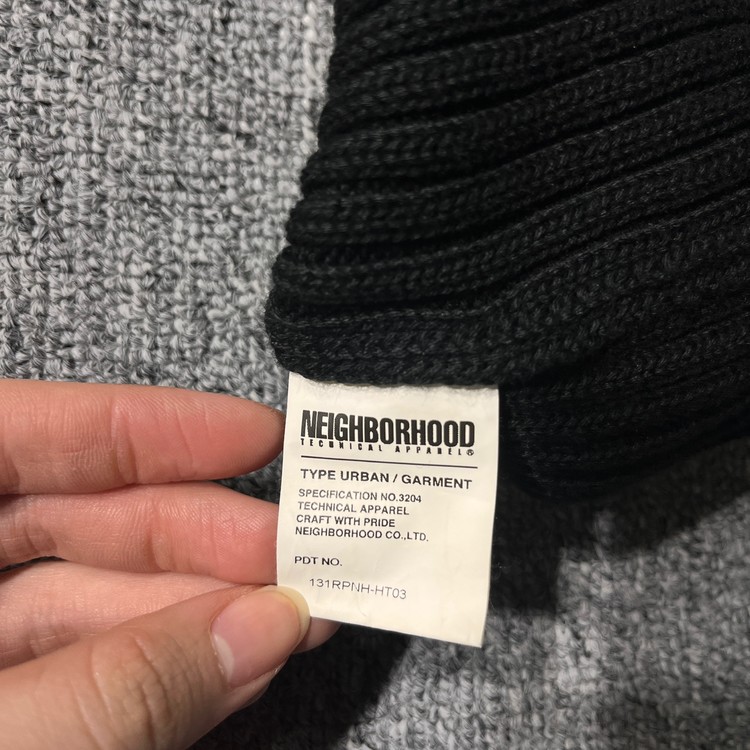 NEIGHBORHOOD
TECHNICAL APPAREL®
TYPE URBAN / GARMENT
SPECIFICATION NO.3204
TECHNICAL APPAREL
CRAFT WITH PRIDE
NEIGHBORHOOD CO.,LTD.
PDT NO.
131RPNH-HT03